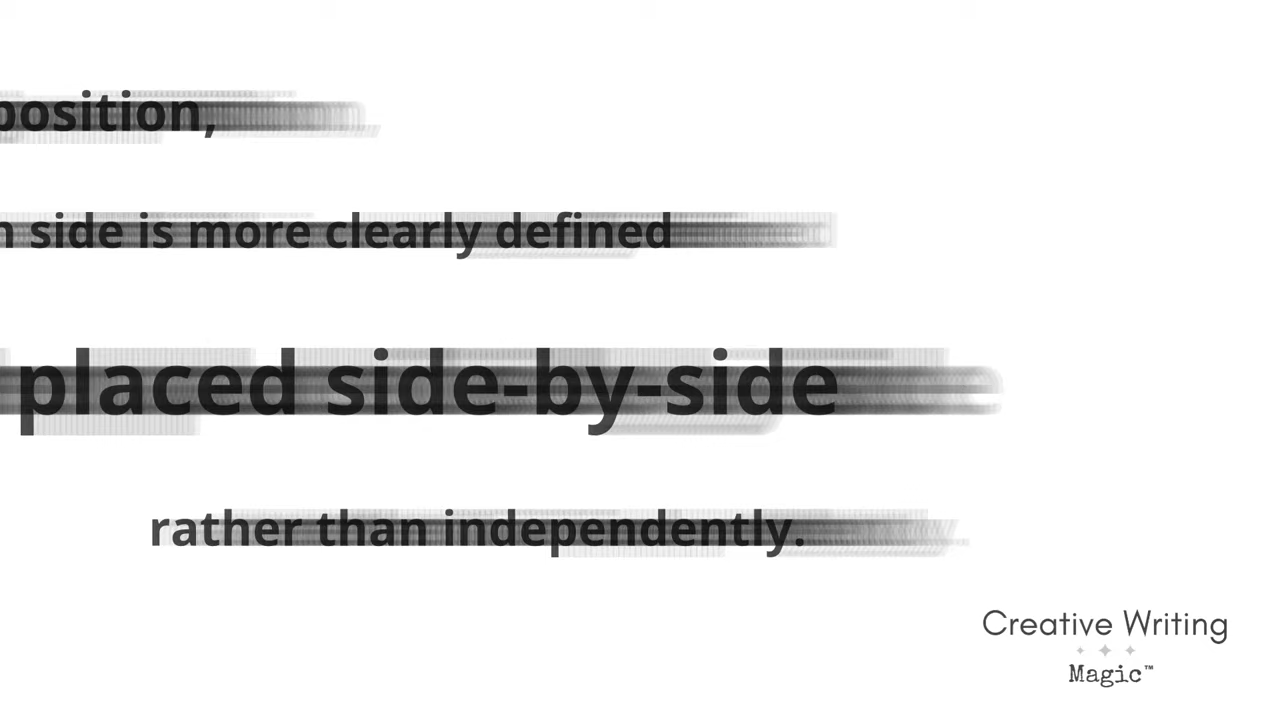 position,
side is more clearly defined
placed side-by-side
rather than independently.
Creative Writing
Magic™